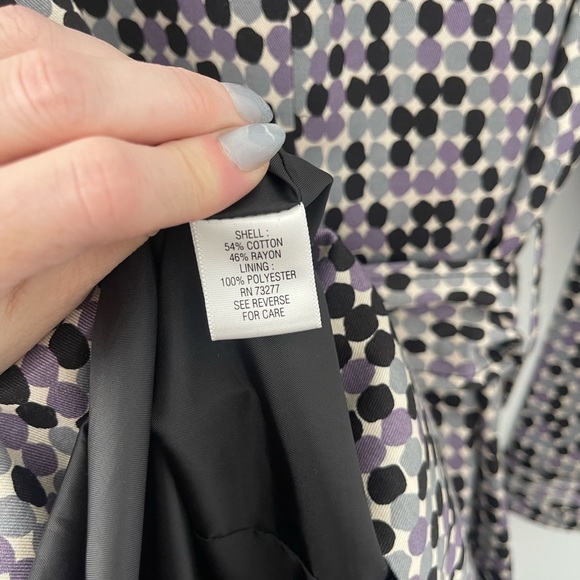 SHELL :
54% COTTON
46% RAYON
LINING :
100% POLYESTER
RN 73277
SEE REVERSE
FOR CARE